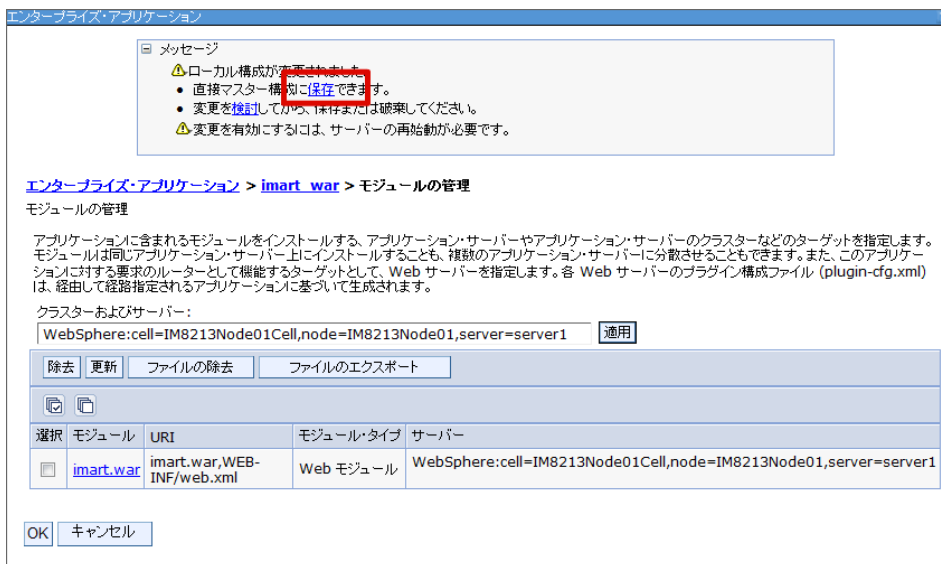 エンタープライズ・アプリケーション
メッセージ
ローカル構成が変更されました
直接マスター構成に保存できます。
変更を検討してから、保存または破棄してください。
変更を有効にするには、サーバーの再始動が必要です。
エンタープライズ・アプリケーション > imart_war > モジュールの管理
モジュールの管理
アプリケーションに含まれるモジュールをインストールする、アプリケーション・サーバーやアプリケーション・サーバーのクラスターなどのターゲットを指定します。
モジュールは同じアプリケーション・サーバー上にインストールすることも、複数のアプリケーション・サーバーに分散させることもできます。また、このアプリケー
ションに対する要求のルーターとして機能するターゲットとして、Web サーバーを指定します。各 Web サーバーのプラグイン構成ファイル (plugin-cfg.xml)
は、経由して経路指定されるアプリケーションに基づいて生成されます。
クラスターおよびサーバー:
WebSphere:cell=IM8213Node01Cell,node=IM8213Node01,server=server1 適用
除去 更新 ファイルの除去 ファイルのエクスポート
選択 モジュール URI モジュール・タイプ サーバー
imart.war imart.war,WEB-INF/web.xml Web モジュール WebSphere:cell=IM8213Node01Cell,node=IM8213Node01,server=server1
OK キャンセル